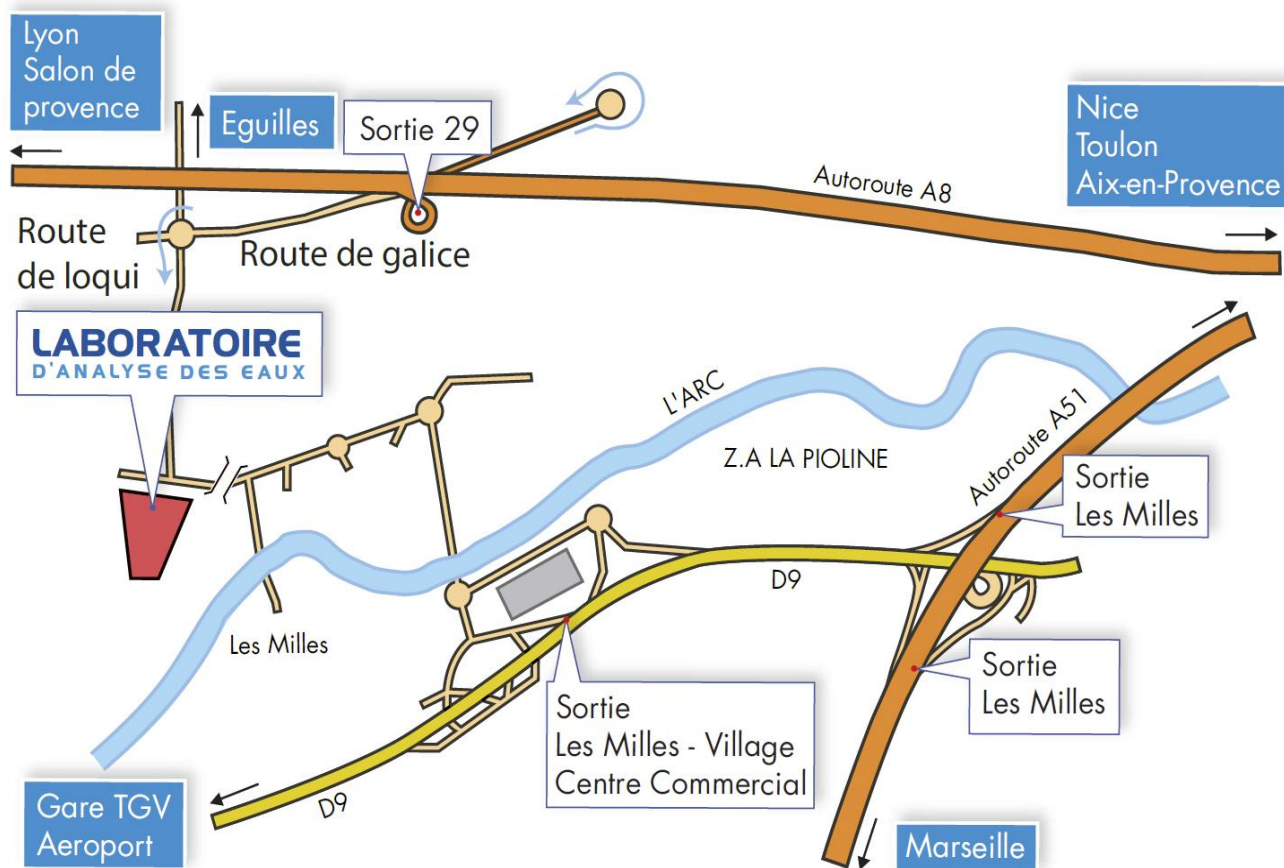 Lyon
Salon de
provence
Eguilles
Sortie 29
Nice
Toulon
Aix-en-Provence
Autoroute A8
Route
de loqui
Route de galice
LABORATOIRE
D'ANALYSE DES EAUX
L'ARC
Z.A LA PIOLINE
Autoroute A51
Sortie
Les Milles
D9
Les Milles
Sortie
Les Milles
Sortie
Les Milles - Village
Centre Commercial
D9
Gare TGV
Aeroport
Marseille